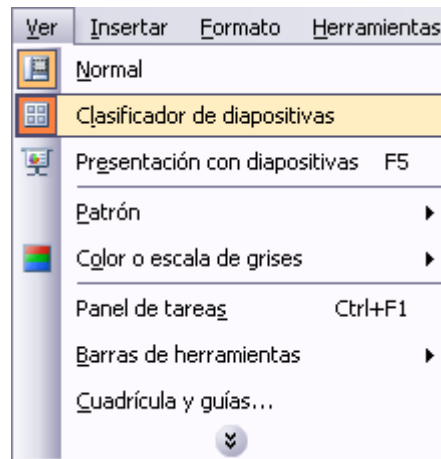 Ver Insertar Formato Herramientas
Normal
Clasificador de diapositivas
Presentación con diapositivas F5
Patrón
Color o escala de grises
Panel de tareas Ctrl+F1
Barras de herramientas
Cuadrícula y guías...